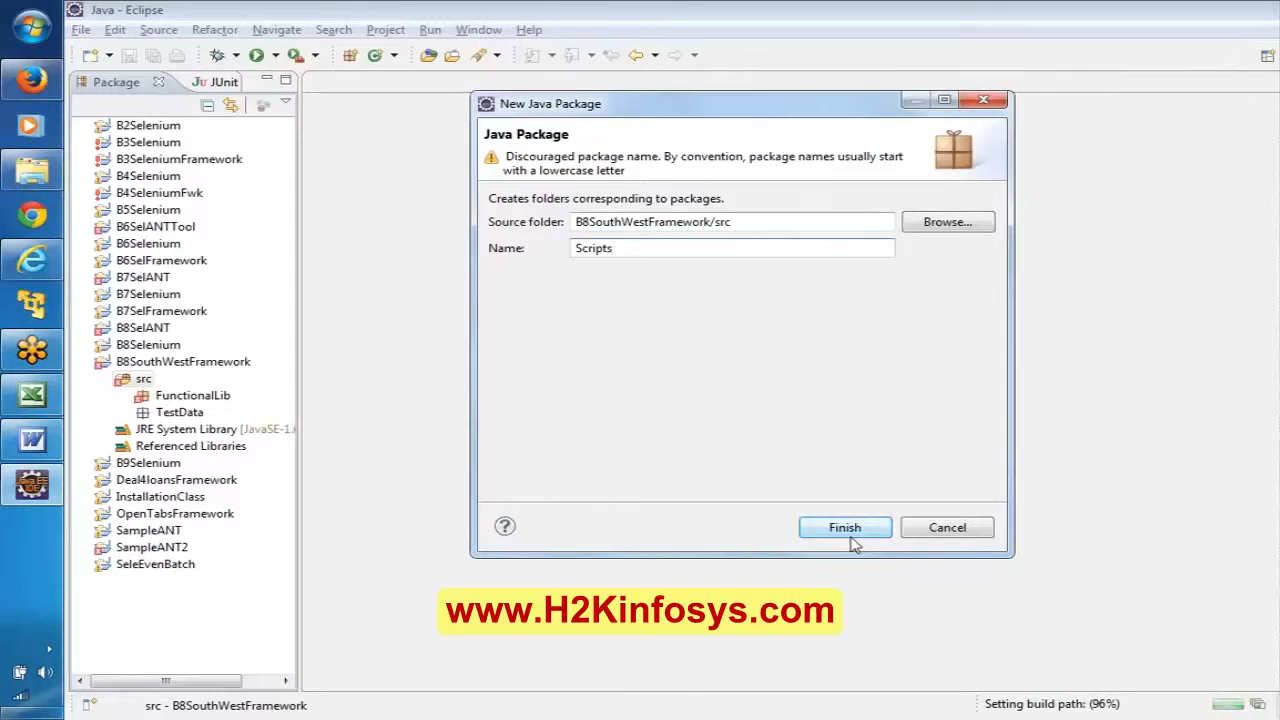 Java - Eclipse
File Edit Source Refactor Navigate Search Project Run Window Help
Package
JUnit
B2Selenium
B3Selenium
B3SeleniumFramework
B4Selenium
B4SeleniumFwk
B5Selenium
B6SelANTTool
B6Selenium
B6SelFramework
B7SelANT
B7Selenium
B7SelFramework
B8SelANT
B8Selenium
B8SouthWestFramework
src
FunctionalLib
TestData
JRE System Library [JavaSE-1.
Referenced Libraries
B9Selenium
Deal4loansFramework
InstallationClass
OpenTabsFramework
SampleANT
SampleANT2
SeleEvenBatch
New Java Package
Java Package
Discouraged package name. By convention, package names usually start
with a lowercase letter
Creates folders corresponding to packages.
Source folder: B8SouthWestFramework/src Browse...
Name: Scripts
Finish Cancel
www.H2Kinfosys.com
Java EE
IDE
src - B8SouthWestFramework
Setting build path: (96%)